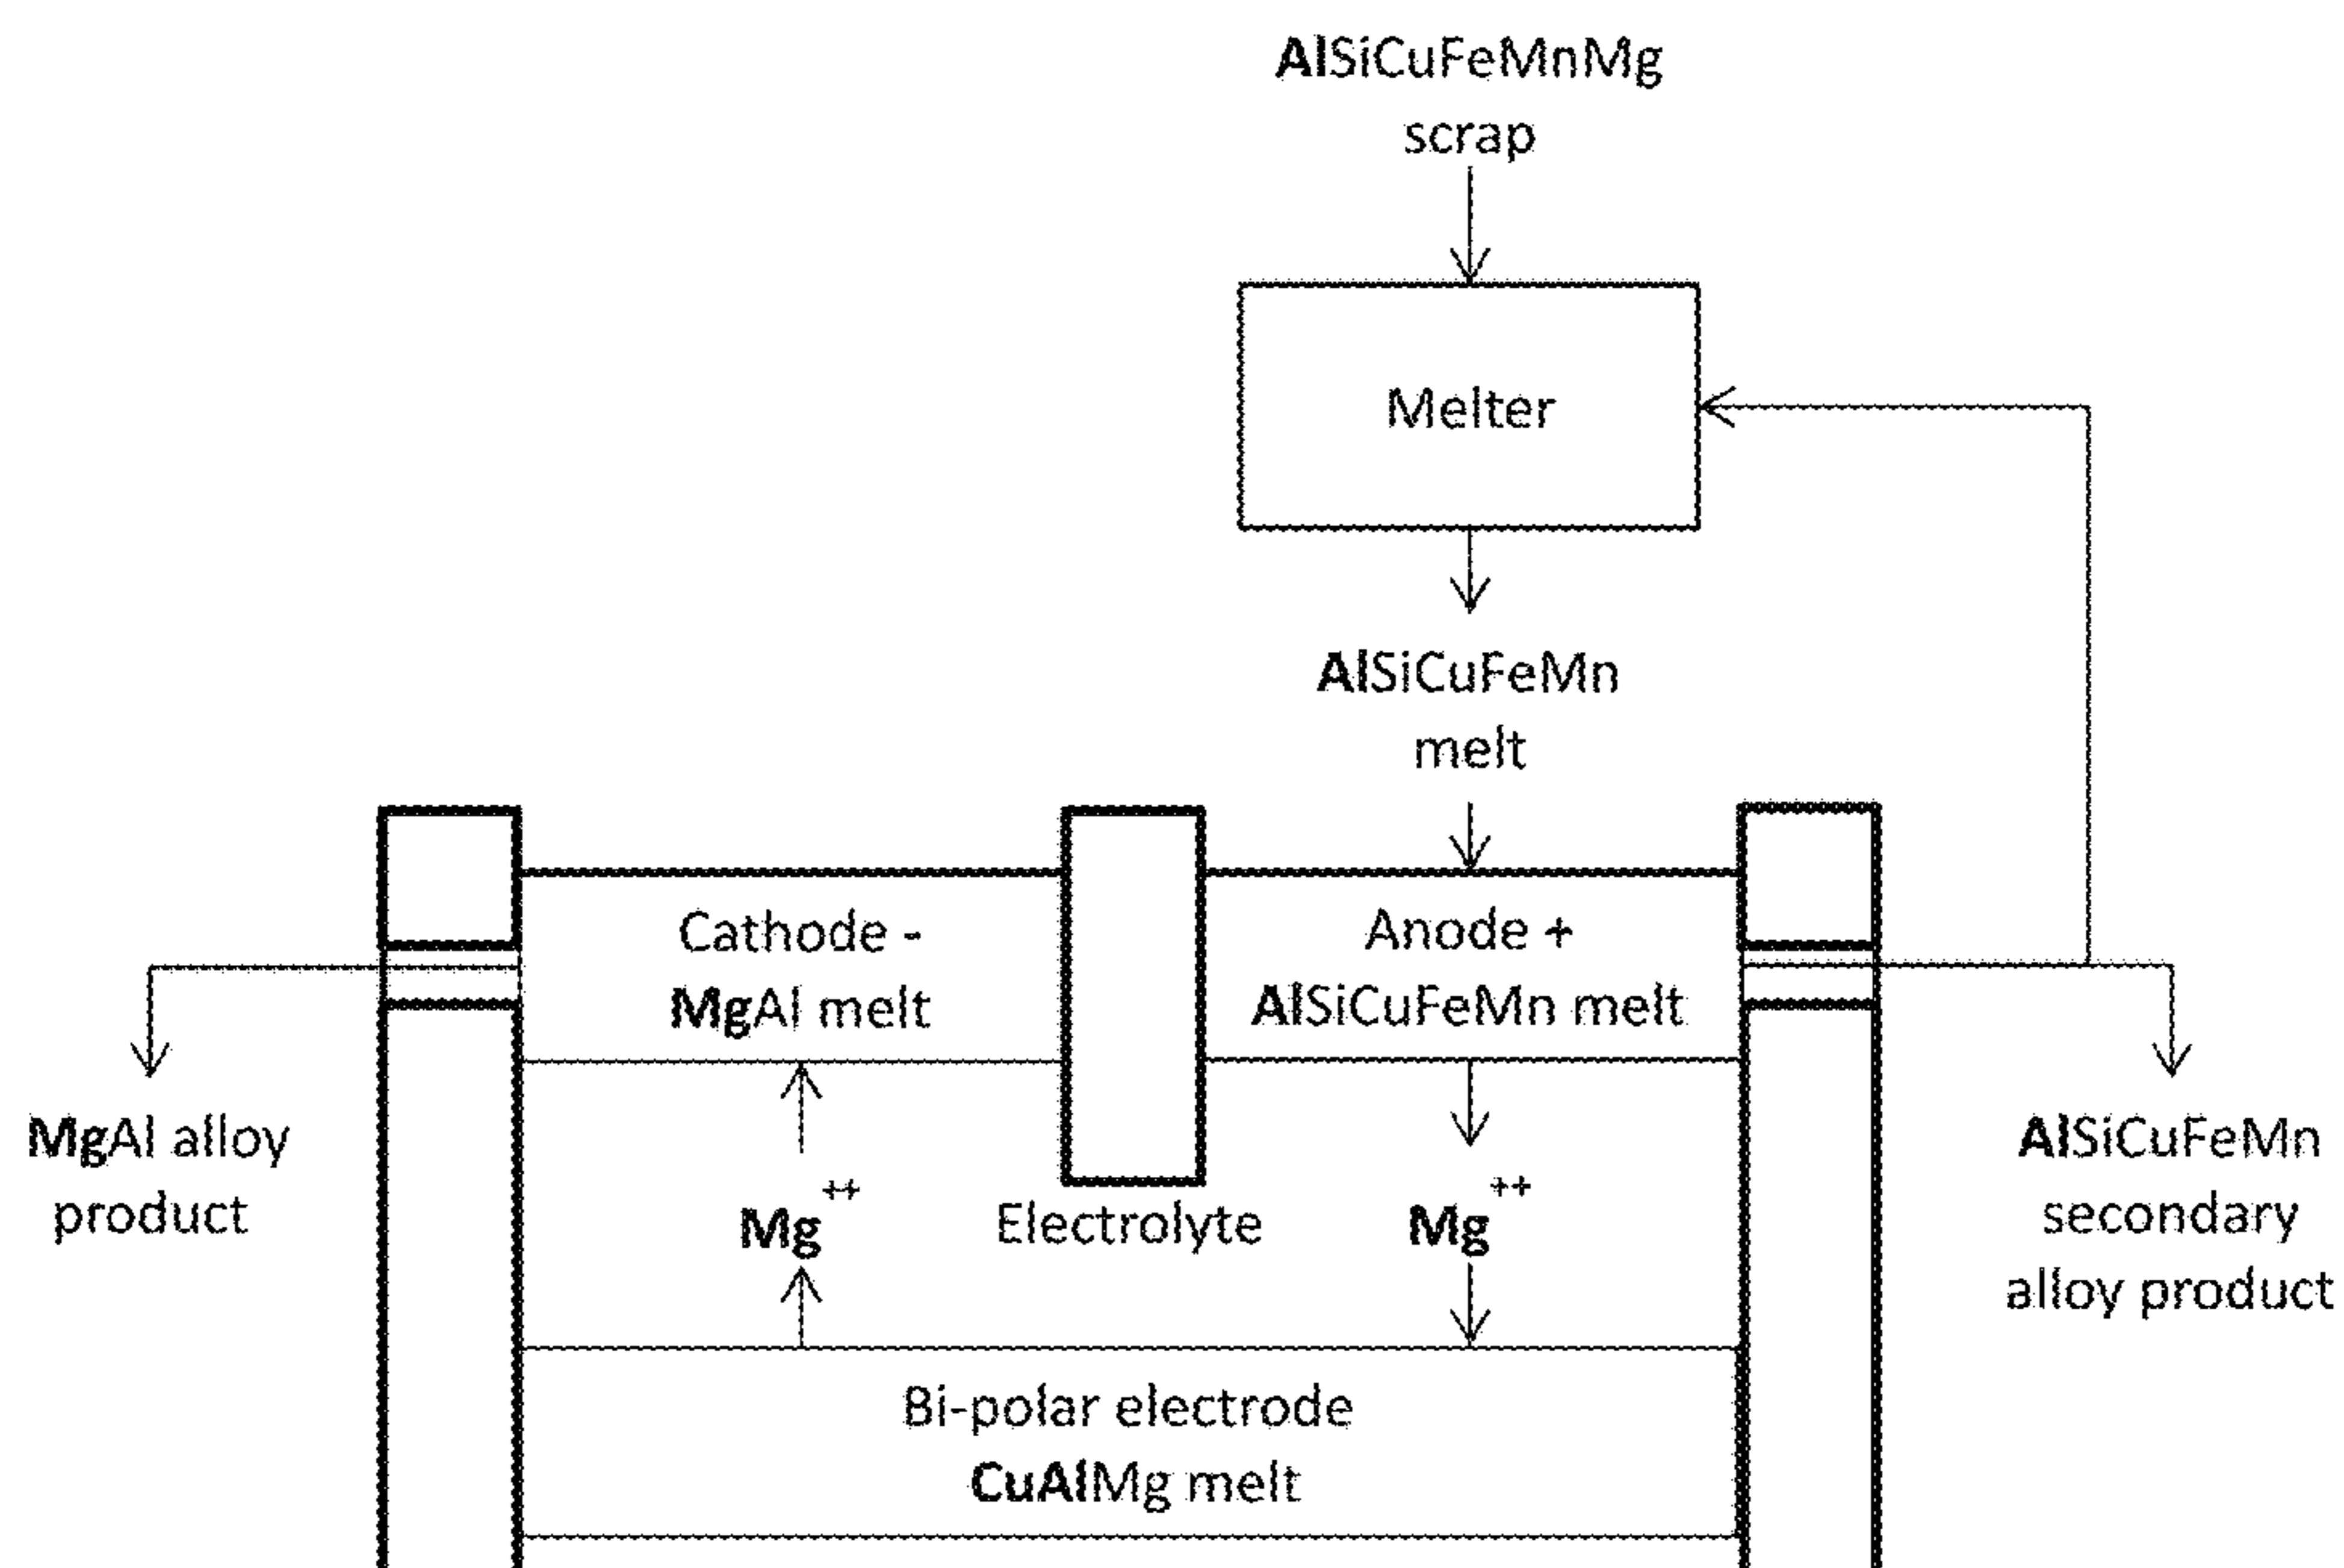 AlSiCuFeMnMg
scrap
Melter
AlSiCuFeMn
melt
Cathode -
MgAl melt
Anode +
AlSiCuFeMn melt
MgAl alloy
product
Mg++
Electrolyte
Mg++
AlSiCuFeMn
secondary
alloy product
Bi-polar electrode
CuAlMg melt